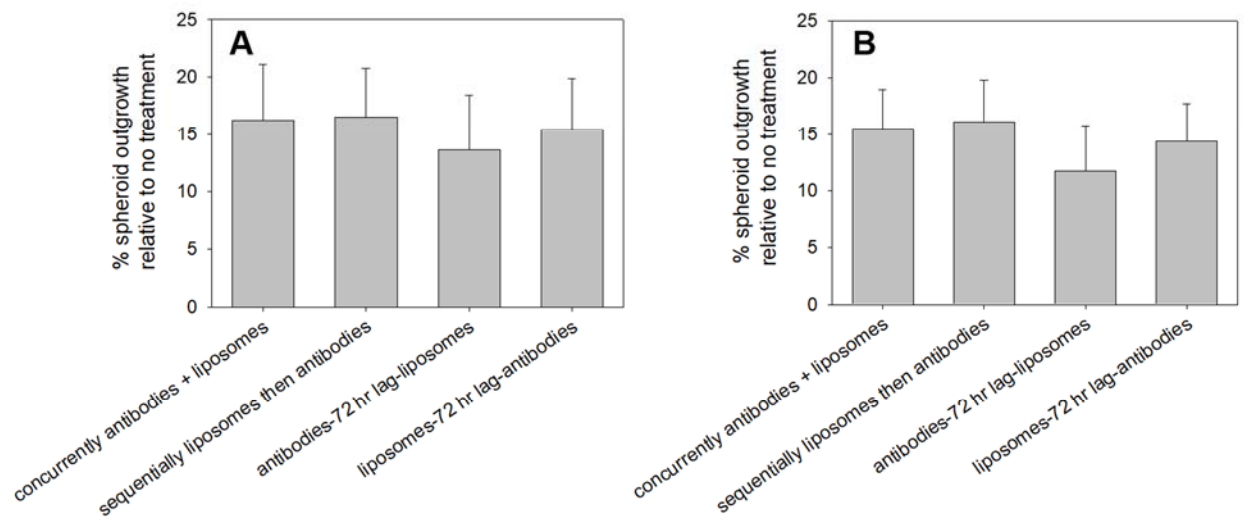 A
% spheroid outgrowth
relative to no treatment
25
20
15
10
5
0
concurrently antibodies + liposomes
sequentially liposomes then antibodies
antibodies-72 hr lag-liposomes
liposomes-72 hr lag-antibodies
B
% spheroid outgrowth
relative to no treatment
25
20
15
10
5
0
concurrently antibodies + liposomes
sequentially liposomes then antibodies
antibodies-72 hr lag-liposomes
liposomes-72 hr lag-antibodies